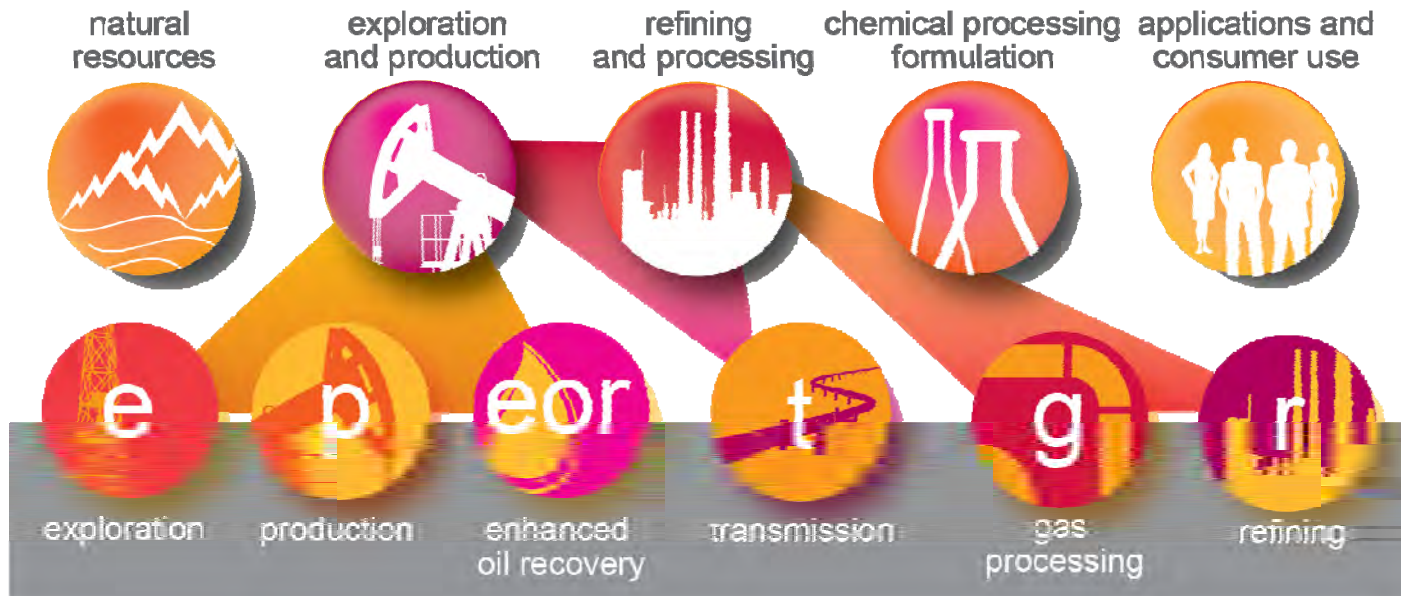 natural
resources
exploration
and production
refining
and processing
chemical processing
formulation
applications and
consumer use
e
p
eor
t
g
r
exploration
production
enhanced
oil recovery
transmission
gas
processing
refining